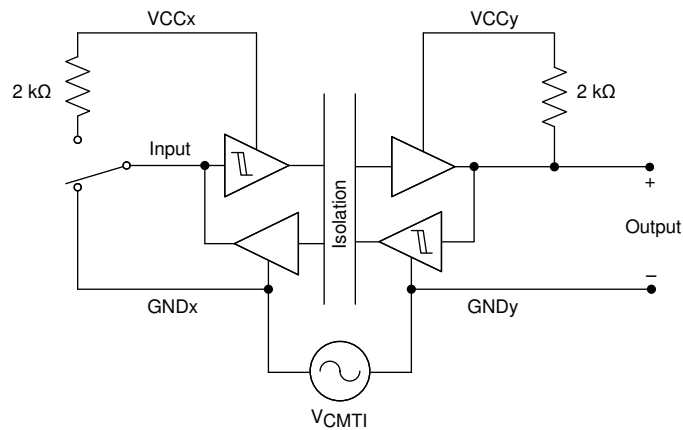 VCCx
VCCy
2 kΩ
2 kΩ
Input
Isolation
+
Output
–
GNDx
GNDy
VCMTI